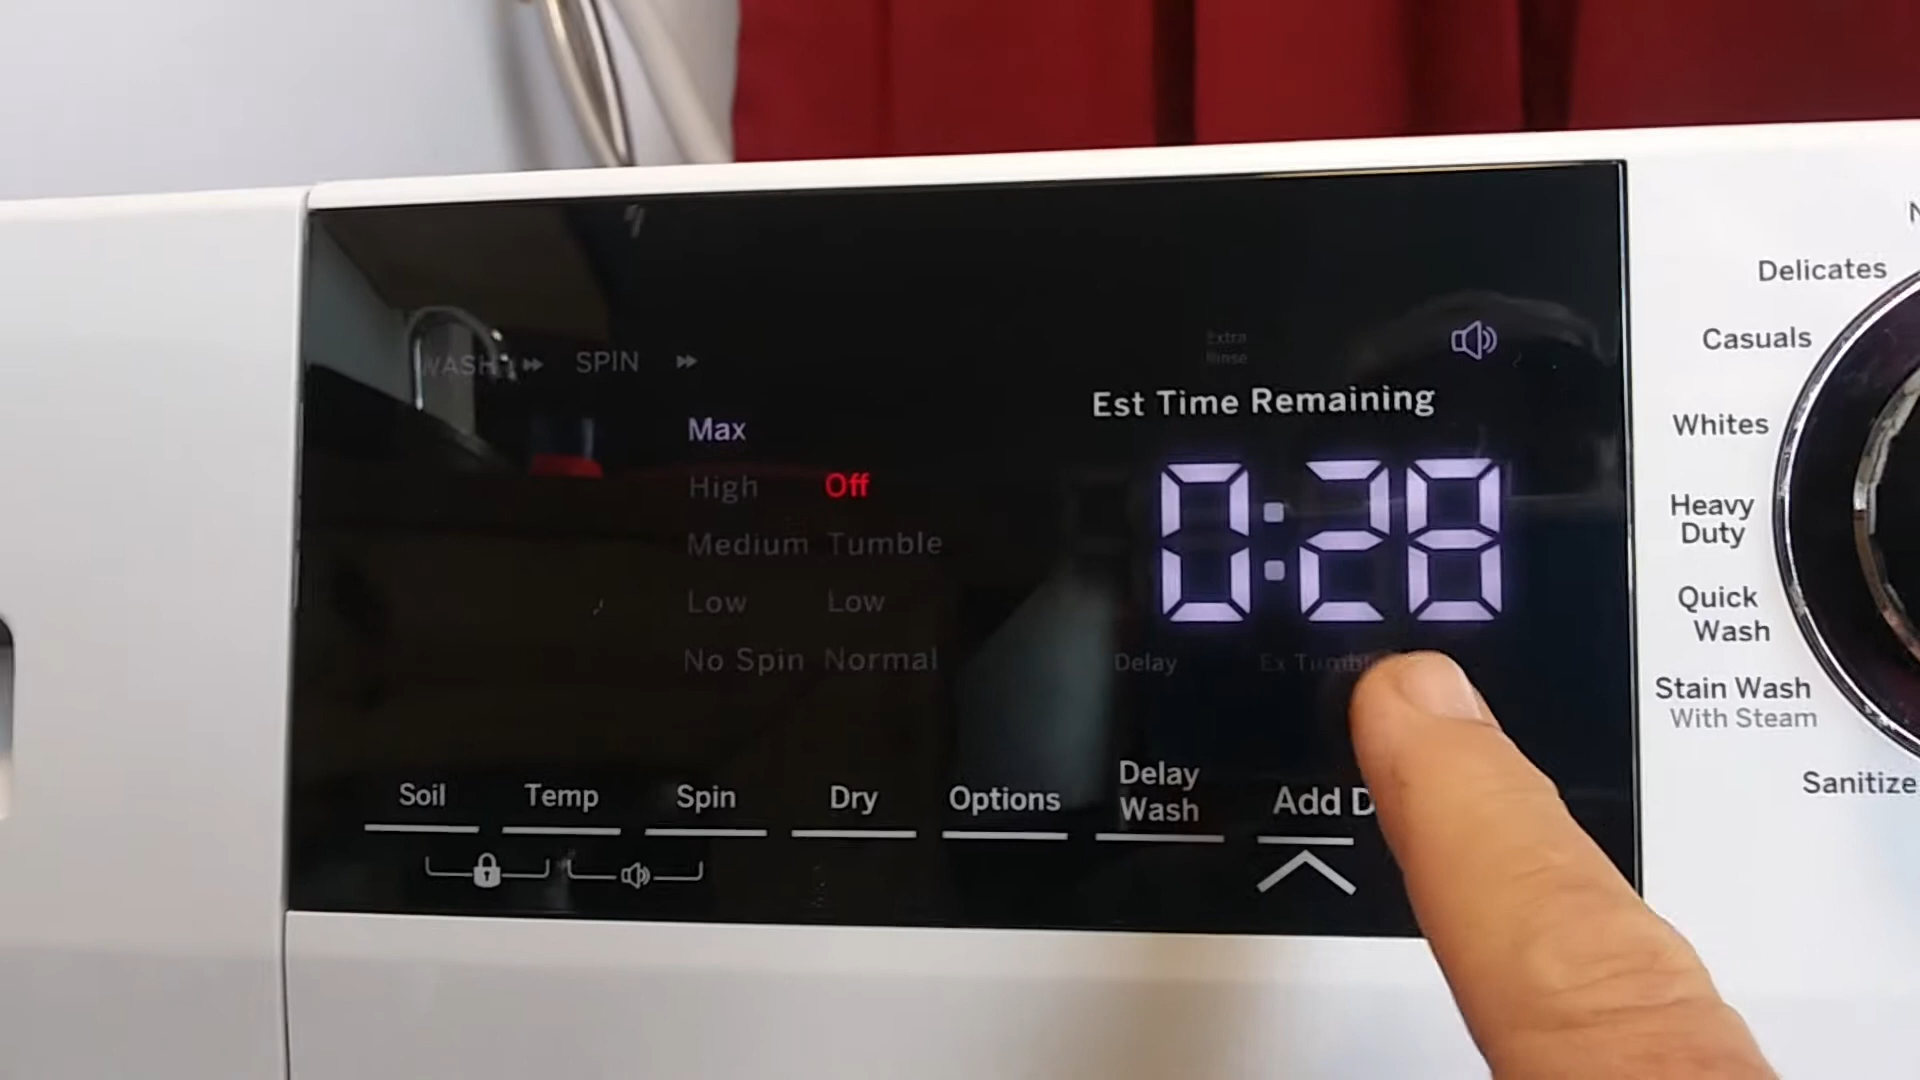 Delicates
Casuals
Whites
Heavy
Duty
Quick
Wash
Stain Wash
With Steam
Sanitize
WASH SPIN
Extra
Rinse
Est Time Remaining
0:28
Max
High Off
Medium Tumble
Low Low
No Spin Normal
Delay Ex Tumble
Soil Temp Spin Dry Options Delay
Wash Add D